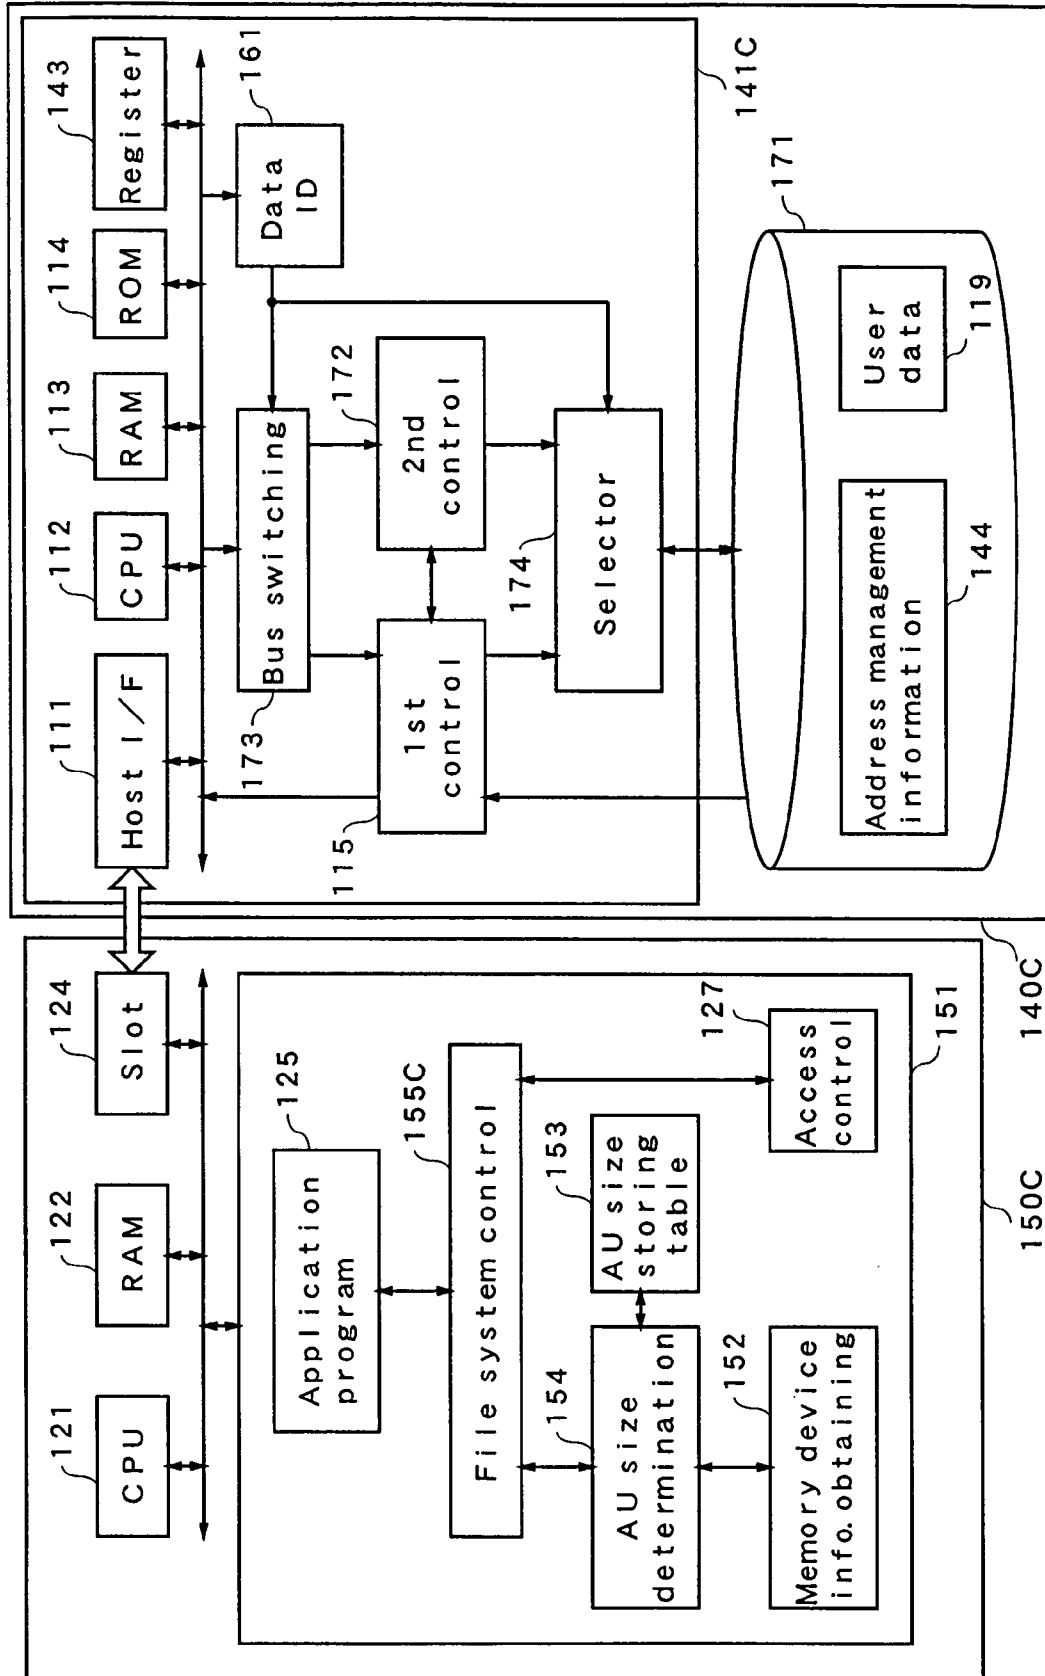 121
CPU
122
RAM
124
Slot
125
Application
program
155C
File system control
154
AU size
determination
153
AU size
storing
table
152
Memory device
info. obtaining
127
Access
control
151
150C
140C
111
Host I/F
112
CPU
113
RAM
114
ROM
143
Register
173
Bus switching
161
Data
ID
115
1st
control
172
2nd
control
174
Selector
141C
171
Address management
information
144
User
data
119